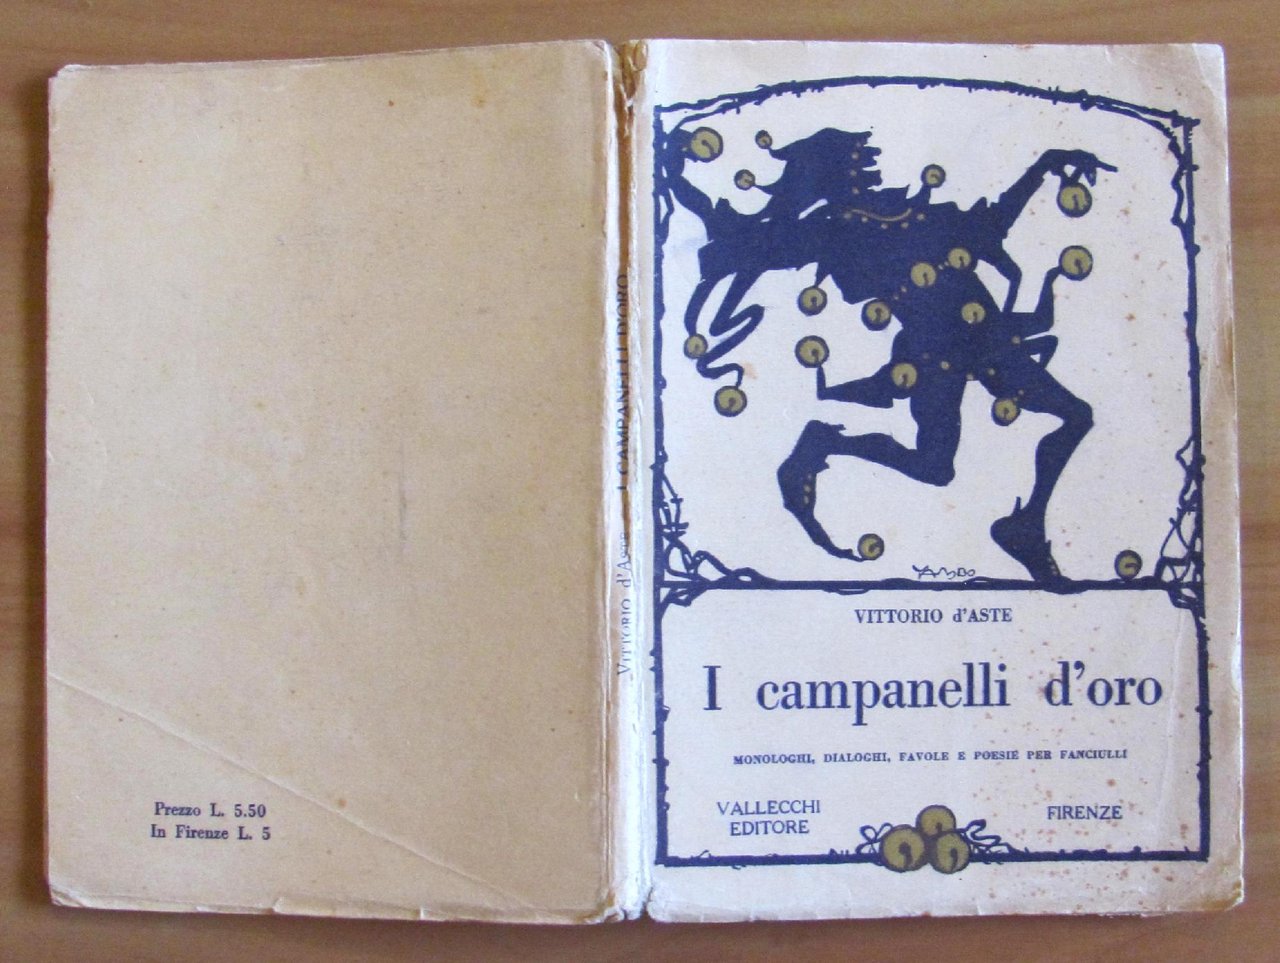 Prezzo L. 5.50
In Firenze L. 5
VITTORIO d'ASTE
I CAMPANELLI D'ORO
YAMBO
VITTORIO d'ASTE
I campanelli d'oro
MONOLOGHI, DIALOGHI, FAVOLE E POESIE PER FANCIULLI
VALLECCHI
EDITORE
FIRENZE